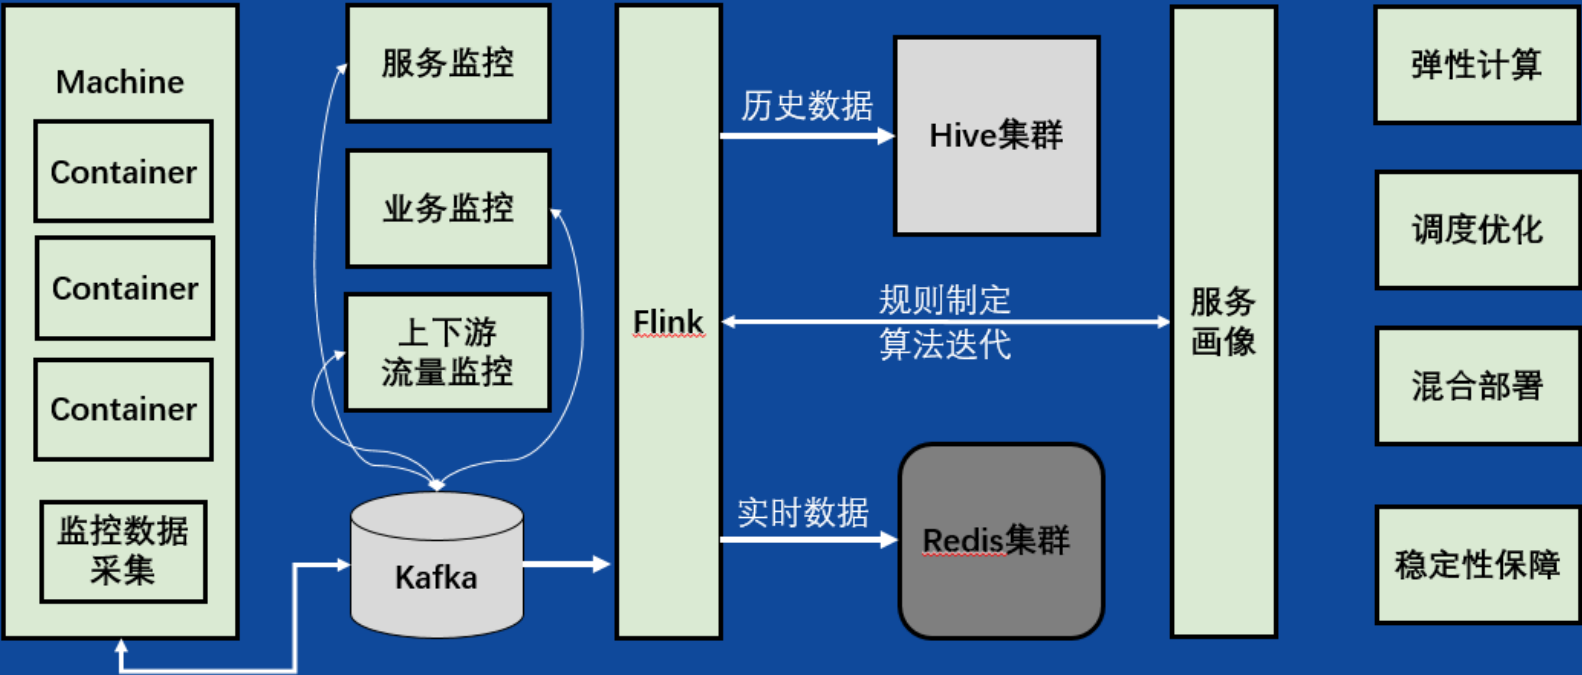 Machine
Container
Container
Container
监控数据
采集
服务监控
业务监控
上下游
流量监控
Kafka
Flink
历史数据
Hive集群
规则制定
算法迭代
实时数据
Redis集群
服务
画像
弹性计算
调度优化
混合部署
稳定性保障